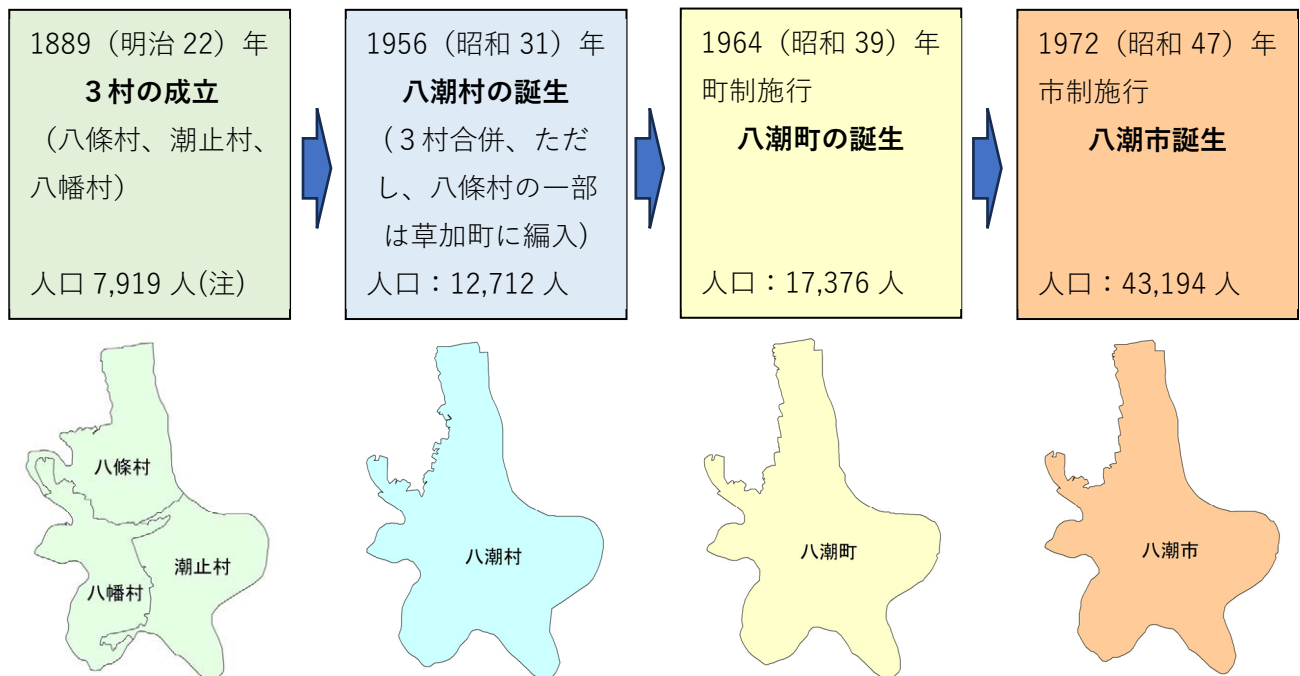 1889（明治 22）年
３村の成立
（八條村、潮止村、
八幡村）
人口 7,919 人(注)
1956（昭和 31）年
八潮村の誕生
（３村合併、ただ
し、八條村の一部
は草加町に編入）
人口：12,712 人
1964（昭和 39）年
町制施行
八潮町の誕生
人口：17,376 人
1972（昭和 47）年
市制施行
八潮市誕生
人口：43,194 人
八條村
潮止村
八幡村
八潮村
八潮町
八潮市